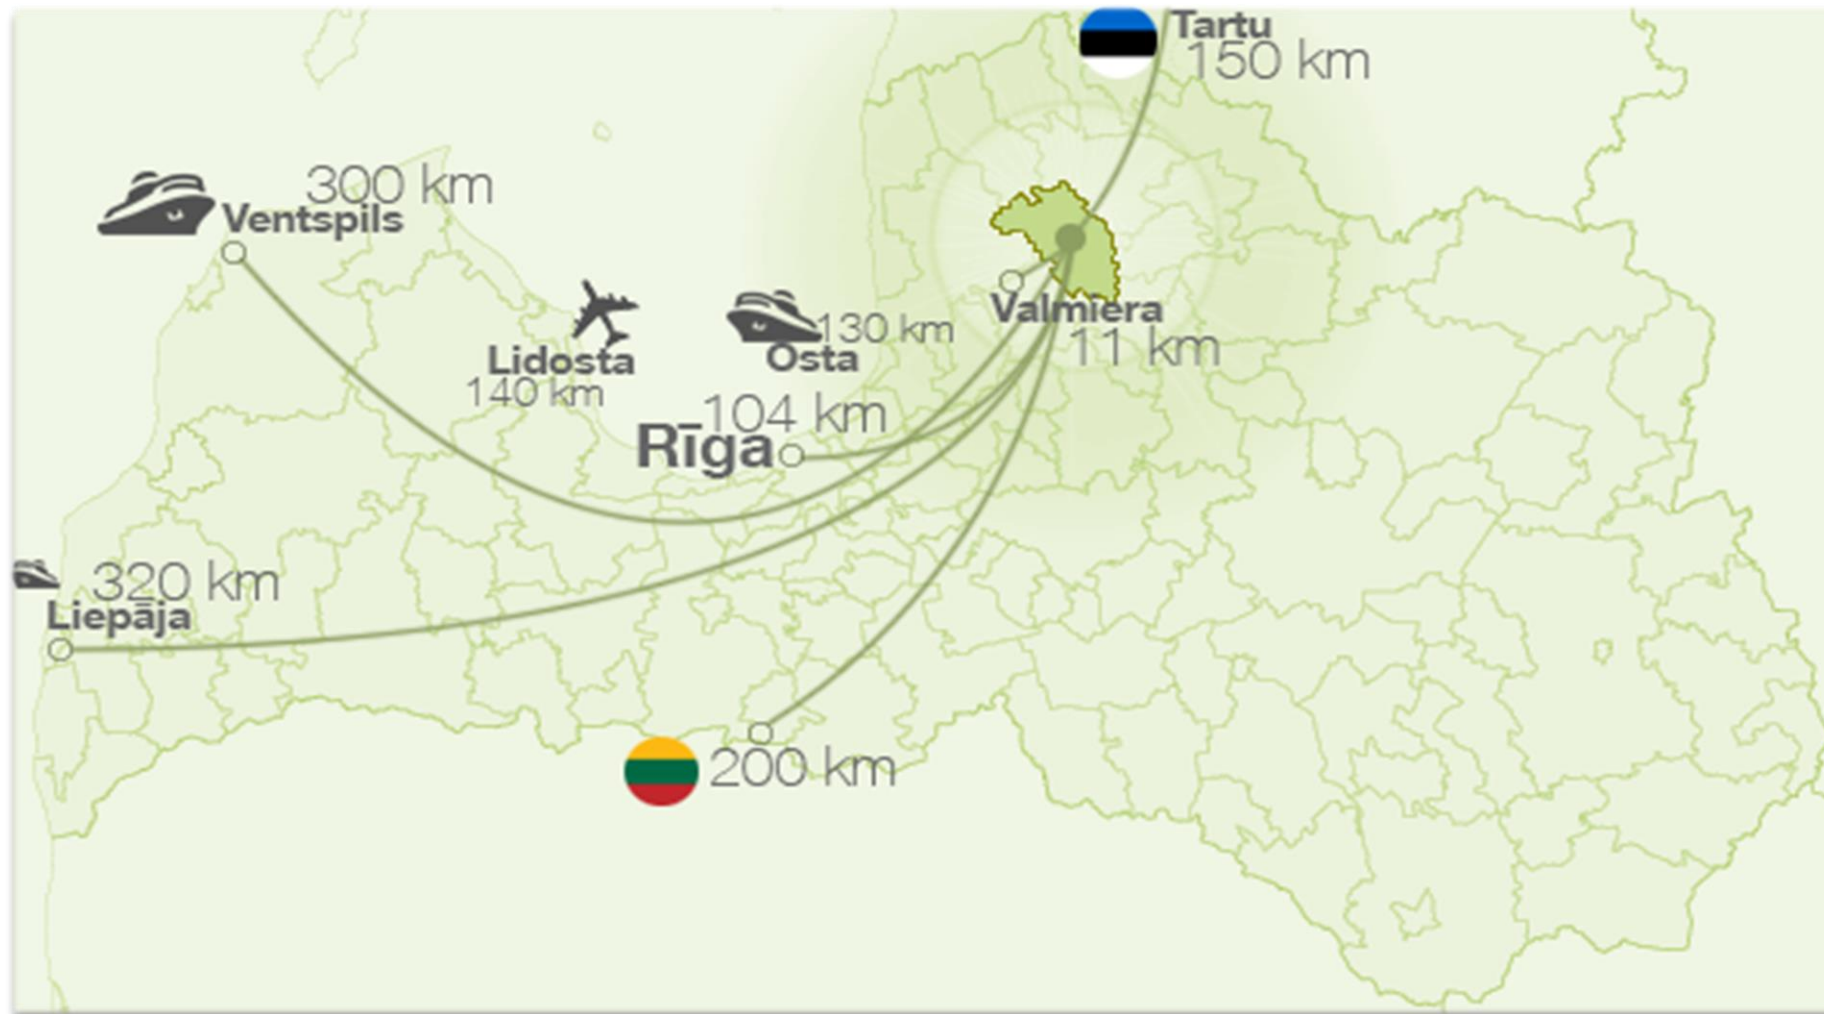 Tartu
150 km
300 km
Ventspils
Lidosta
140 km
130 km
Osta
Valmiera
11 km
104 km
Rīga
320 km
Liepāja
200 km